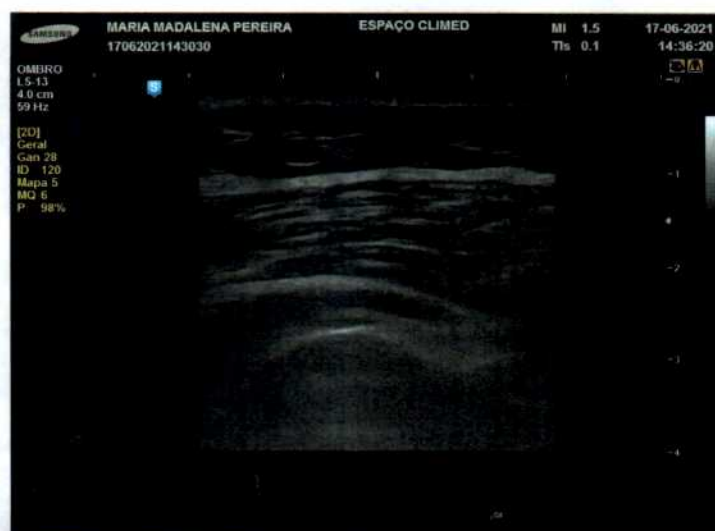 SAMSUNG
MARIA MADALENA PEREIRA ESPAÇO CLIMED MI 1.5 17-06-2021
17062021143030 TIs 0.1 14:36:20
OMBRO
L5-13
4.0 cm
59 Hz
[2D]
Geral
Gan 28
ID 120
Mapa 5
MQ 6
P 98%
S
0
1
2
3
4